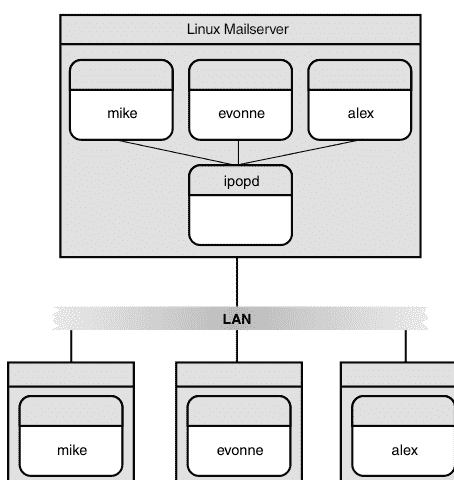 Linux Mailserver
mike
evonne
alex
ipopd
LAN
mike
evonne
alex